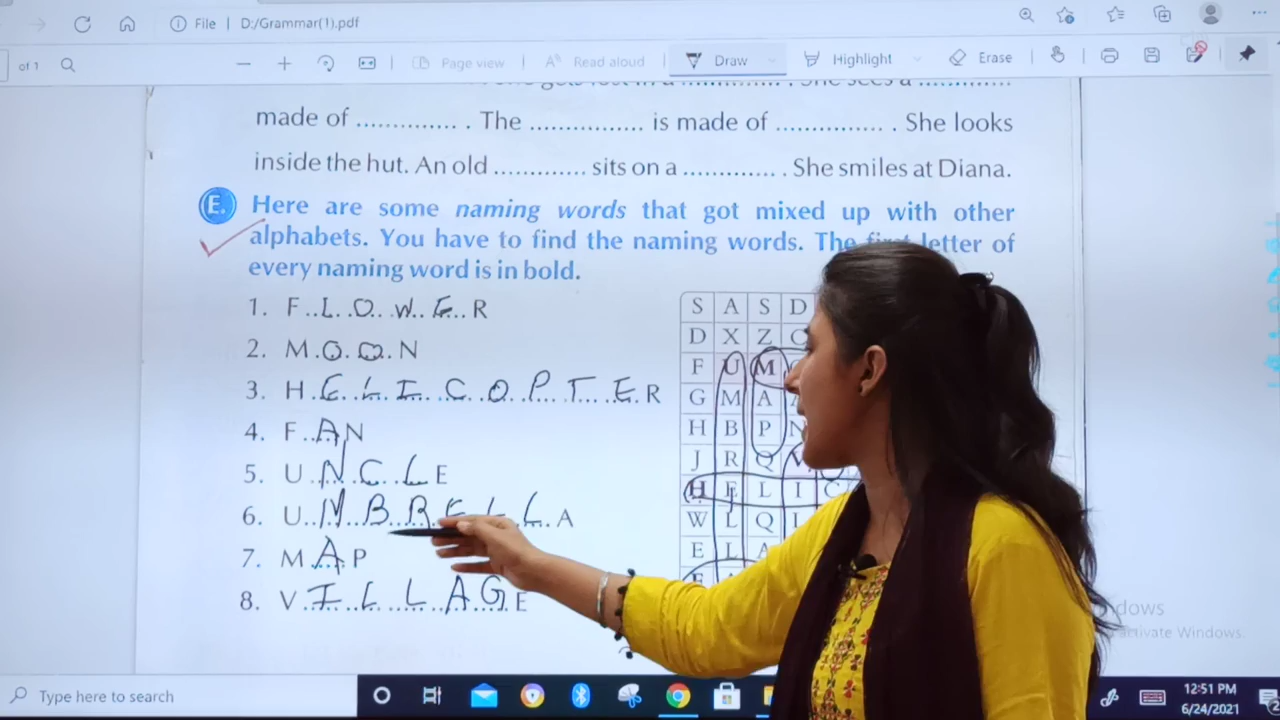 File | D:/Grammar(1).pdf
of 1
Page view
Read aloud
Draw
Highlight
Erase
made of .............. . The ................ is made of ............... . She looks
inside the hut. An old ............. sits on a ............. . She smiles at Diana.
E. Here are some naming words that got mixed up with other
alphabets. You have to find the naming words. The first letter of
every naming word is in bold.
1. F L O W E R
2. M O O N
3. H E L I C O P T E R
4. F A N
5. U N C L E
6. U M B R E L L A
7. M A P
8. V I L L A G E
S A S D
D X Z
F U M
G M A
H B P N
J R Q V
H E L I C
W L Q I
E L A
Type here to search
12:51 PM
6/24/2021